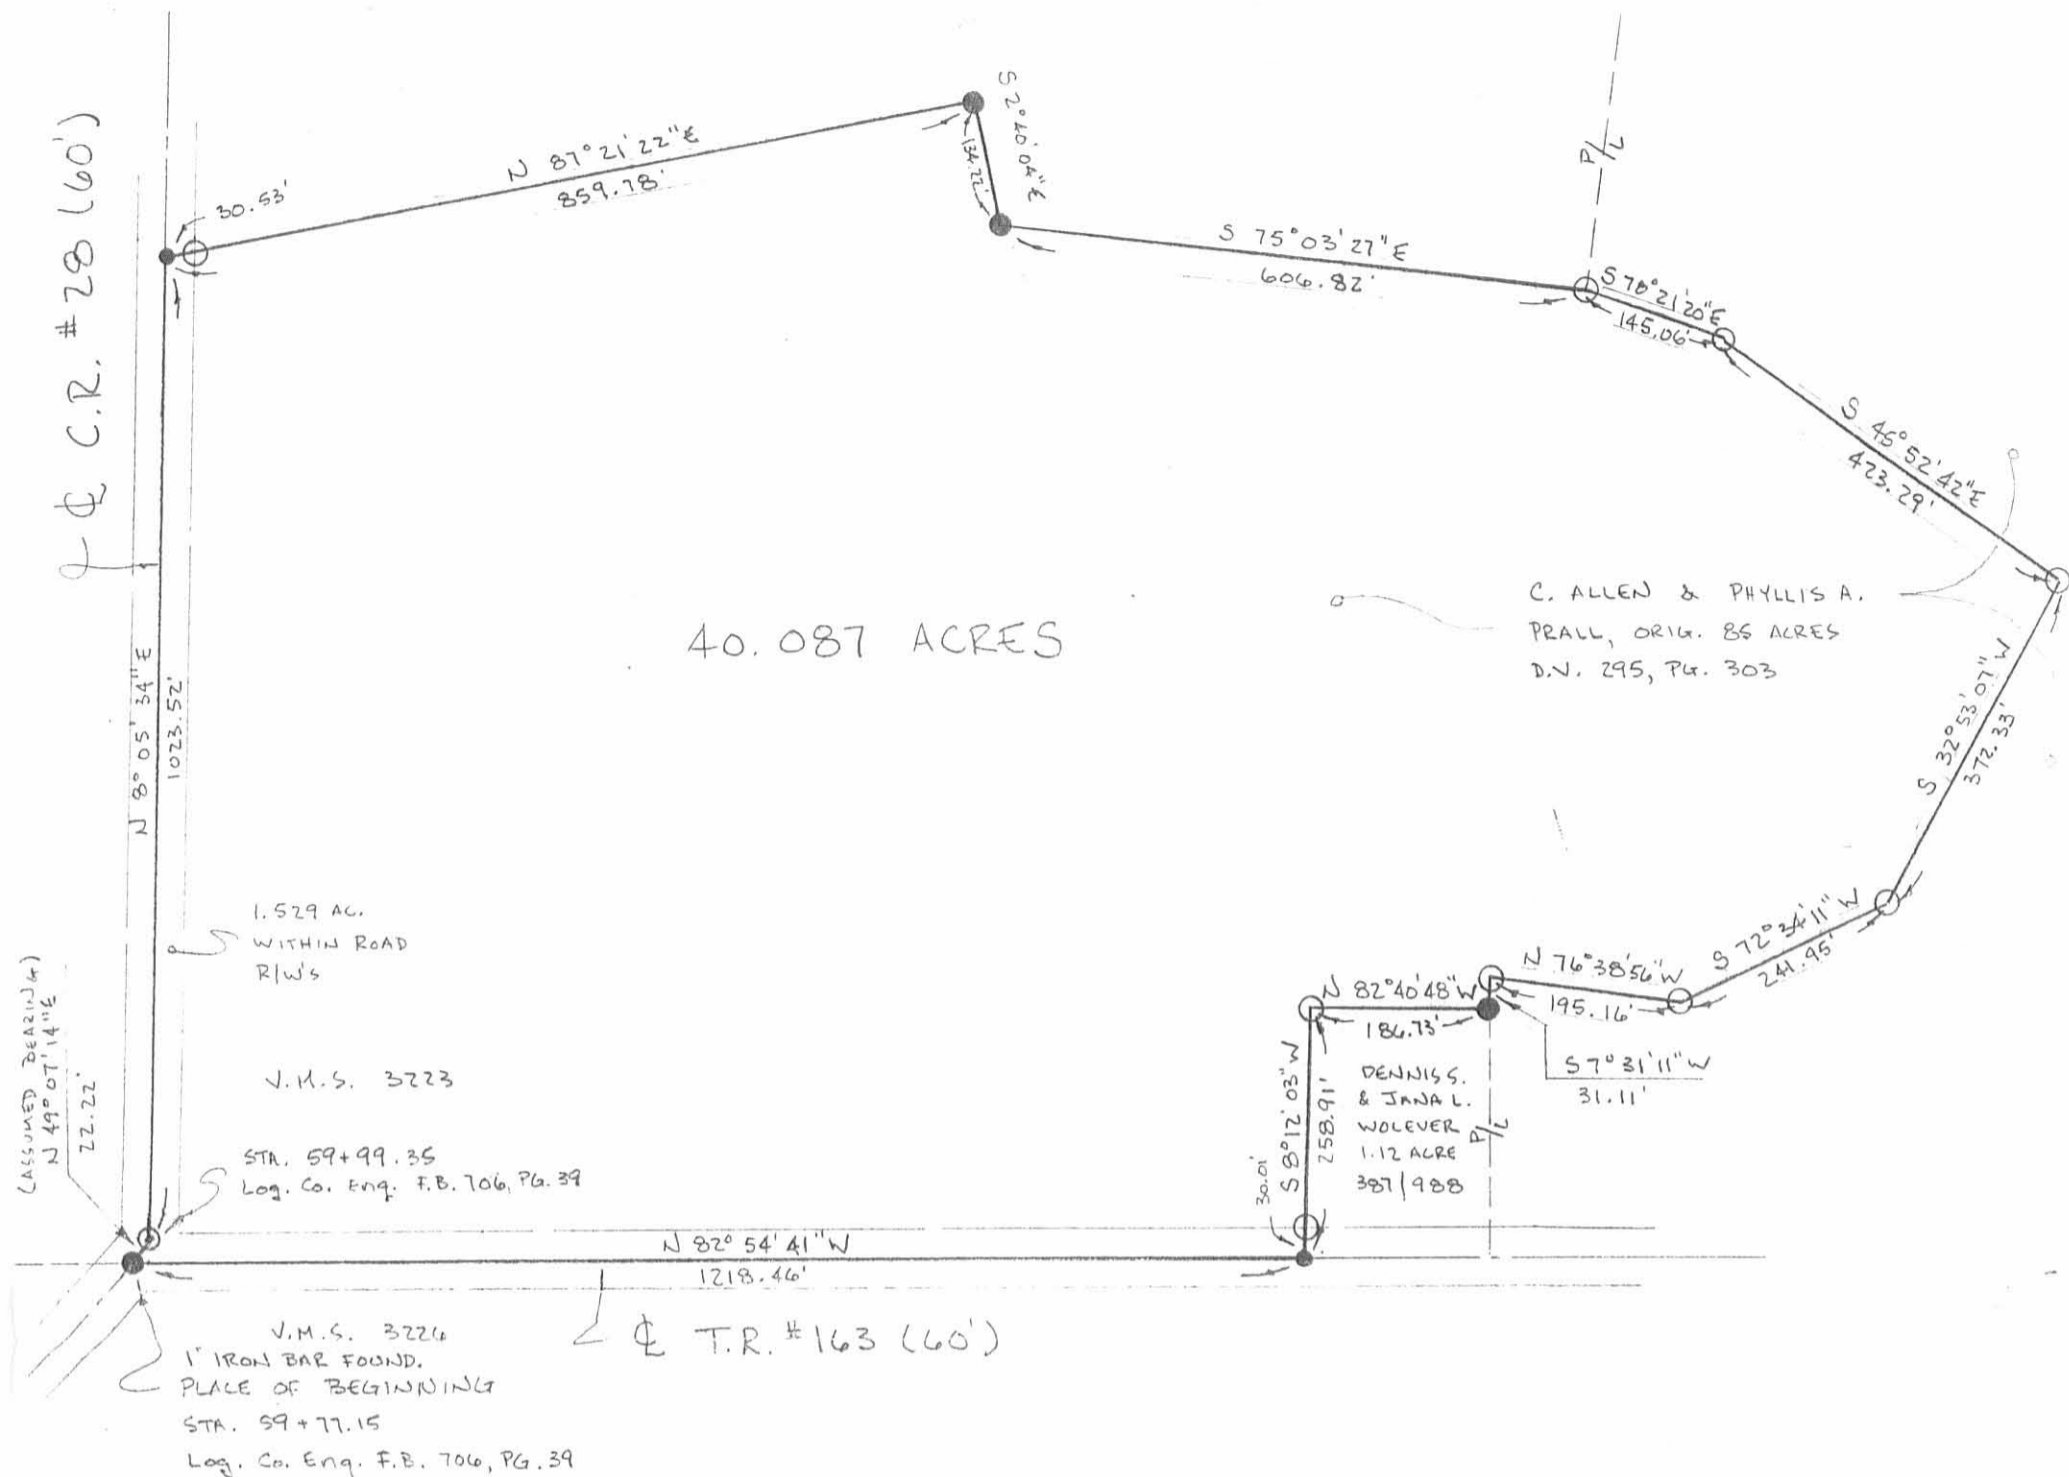 ℄ C.R. #28 (60')
30.53'
N 87°21'22"E
859.78'
S 2°40'04"E
134.22'
P/L
S 75°03'27"E
606.82'
S 78°21'20"E
145.06'
S 46°52'42"E
423.29'
C. ALLEN & PHYLLIS A.
PRALL, ORIG. 85 ACRES
D.V. 295, PG. 303
40.087 ACRES
N 8°05'34"E
1023.52'
S 32°53'07"W
372.33'
1.529 AC.
WITHIN ROAD
R/W's
S 72°34'11"W
241.95'
N 76°38'56"W
195.16'
N 82°40'48"W
186.73'
S 7°31'11"W
31.11'
(ASSUMED BEARING)
N 49°07'14"E
22.22'
V.M.S. 3223
STA. 59+99.35
Log. Co. Eng. F.B. 706, PG. 39
S 8°12'03"W
258.91'
30.01'
DENNIS S.
& JANA L.
WOLEVER
1.12 ACRE
387/988
P/L
N 82°54'41"W
1218.46'
V.M.S. 3226
1" IRON BAR FOUND.
PLACE OF BEGINNING
STA. 59+77.15
Log. Co. Eng. F.B. 706, PG. 39
℄ T.R. #163 (60')